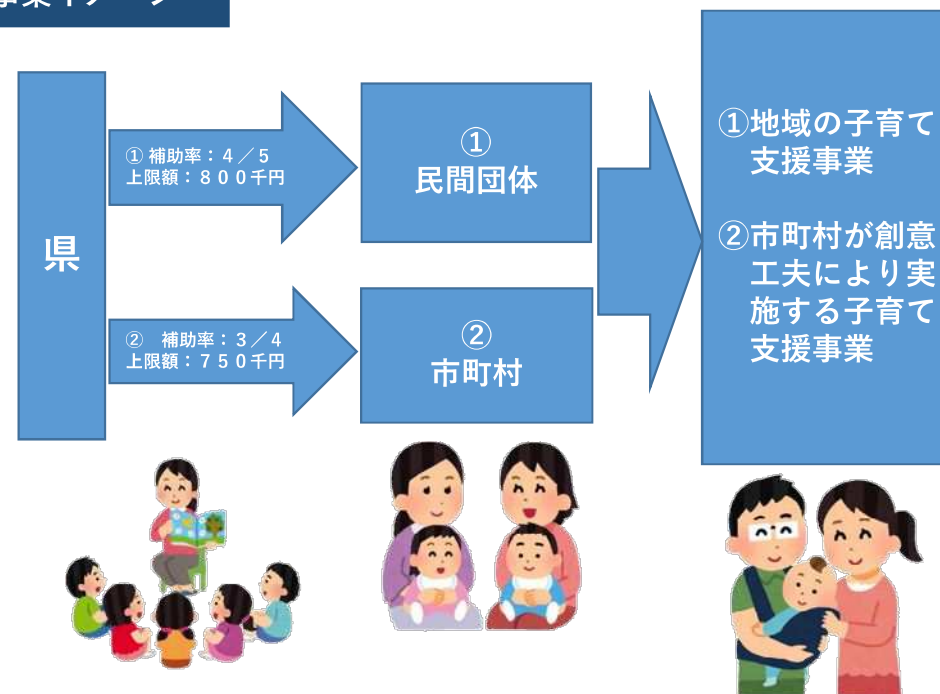 事業イメージ
県
① 補助率：４／５
上限額：８００千円
②　補助率：３／４
上限額：７５０千円
①
民間団体
②
市町村
①地域の子育て
支援事業
②市町村が創意
工夫により実
施する子育て
支援事業